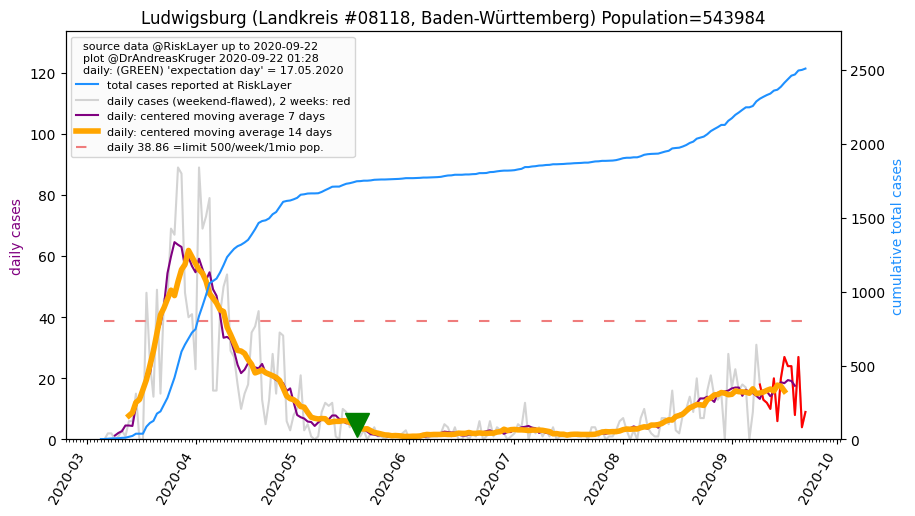 Ludwigsburg (Landkreis #08118, Baden-Württemberg) Population=543984
source data @RiskLayer up to 2020-09-22
plot @DrAndreasKruger 2020-09-22 01:28
daily: (GREEN) 'expectation day' = 17.05.2020
total cases reported at RiskLayer
daily cases (weekend-flawed), 2 weeks: red
daily: centered moving average 7 days
daily: centered moving average 14 days
daily 38.86 =limit 500/week/1mio pop.
daily cases
120
100
80
60
40
20
0
cumulative total cases
2500
2000
1500
1000
500
0
2020-03
2020-04
2020-05
2020-06
2020-07
2020-08
2020-09
2020-10